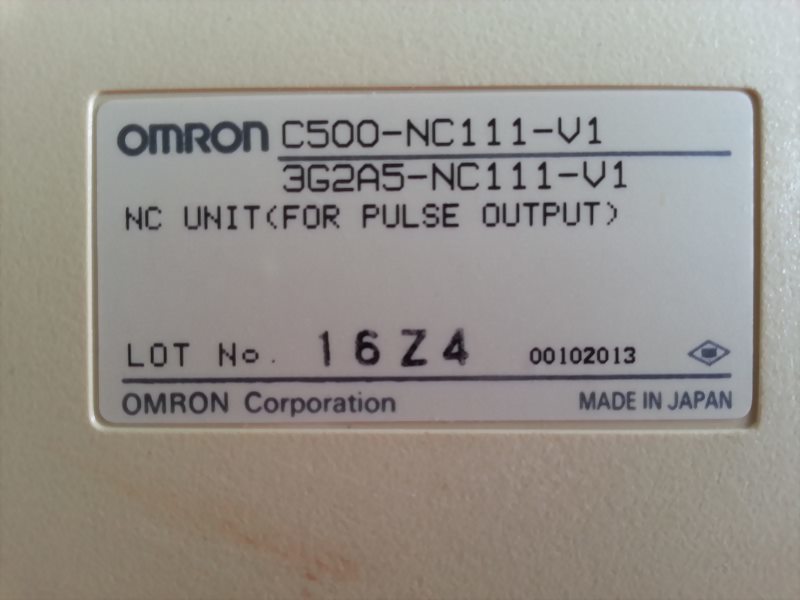 OMRON C500-NC111-V1
3G2A5-NC111-V1
NC UNIT(FOR PULSE OUTPUT)
LOT No. 16Z4 00102013
OMRON Corporation MADE IN JAPAN